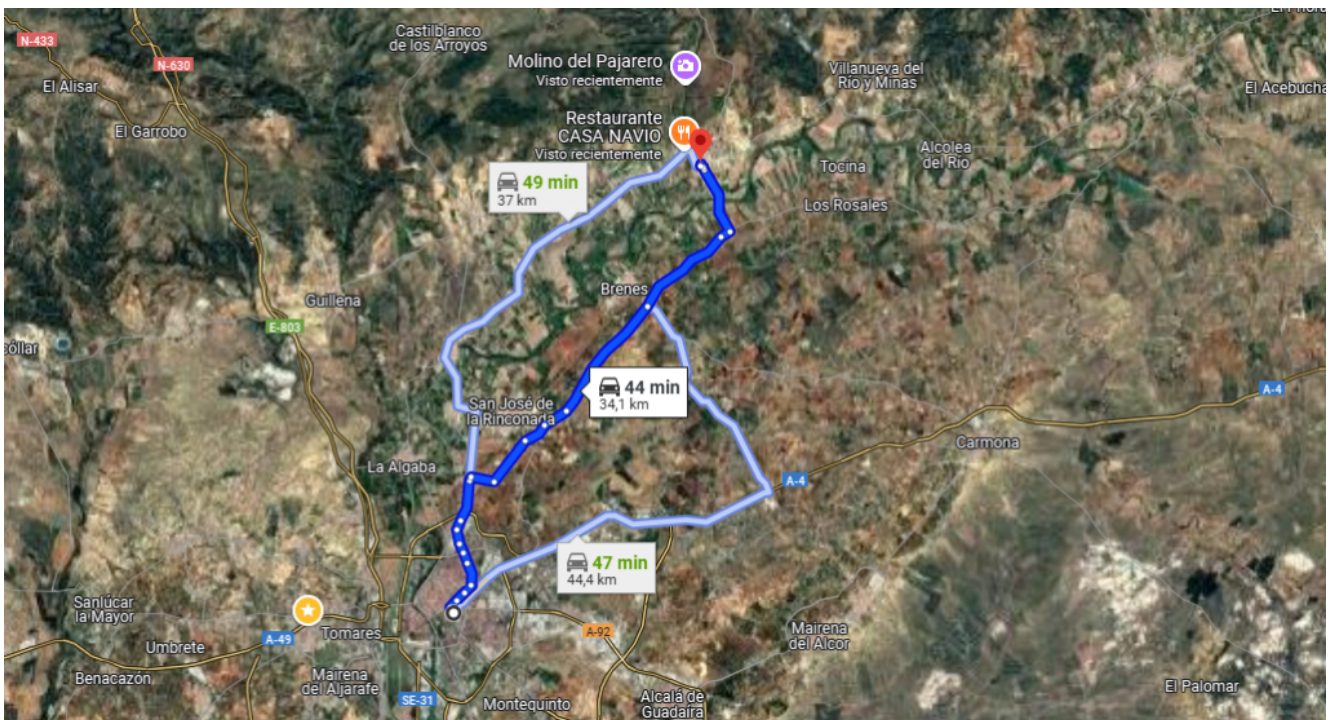 N-433
N-630
Castilblanco
de los Arroyos
El Alisar
El Garrobo
Molino del Pajarero
Visto recientemente
Villanueva del
Río y Minas
Restaurante
CASA NAVIO
Visto recientemente
Alcolea
del Río
Tocina
49 min
37 km
Los Rosales
Guillena
Brenes
E-803
44 min
34,1 km
San José de
la Rinconada
A-4
Carmona
La Algaba
A-4
47 min
44,4 km
Sanlúcar
la Mayor
Umbrete
A-49
Tomares
A-92
Mairena
del Alcor
Benacazón
Mairena
del Aljarafe
SE-31
Montequinto
Alcalá de
Guadaíra
El Palomar